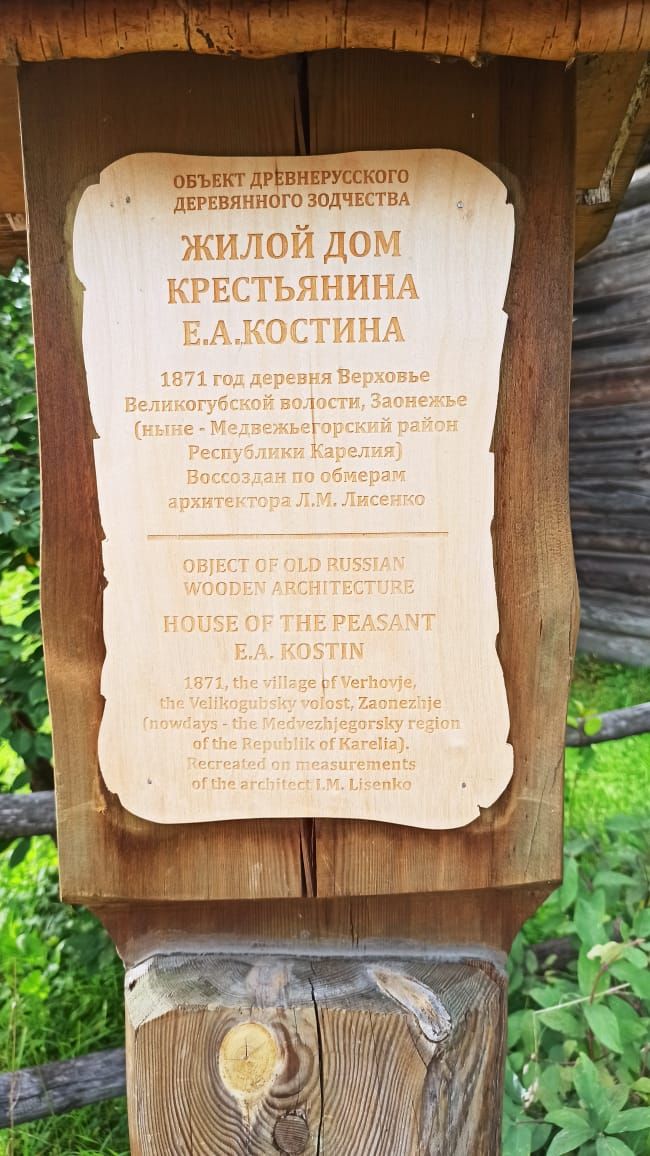 ОБЪЕКТ ДРЕВНЕРУССКОГО
ДЕРЕВЯННОГО ЗОДЧЕСТВА
ЖИЛОЙ ДОМ
КРЕСТЬЯНИНА
Е.А.КОСТИНА
1871 год деревня Верховье
Великогубской волости, Заонежье
(ныне - Медвежьегорский район
Республики Карелия)
Воссоздан по обмерам
архитектора Л.М. Лисенко
OBJECT OF OLD RUSSIAN
WOODEN ARCHITECTURE
HOUSE OF THE PEASANT
E.A. KOSTIN
1871, the village of Verhovje,
the Velikogubsky volost, Zaonezhje
(nowdays - the Medvezhjegorsky region
of the Republik of Karelia).
Recreated on measurements
of the architect l.M. Lisenko